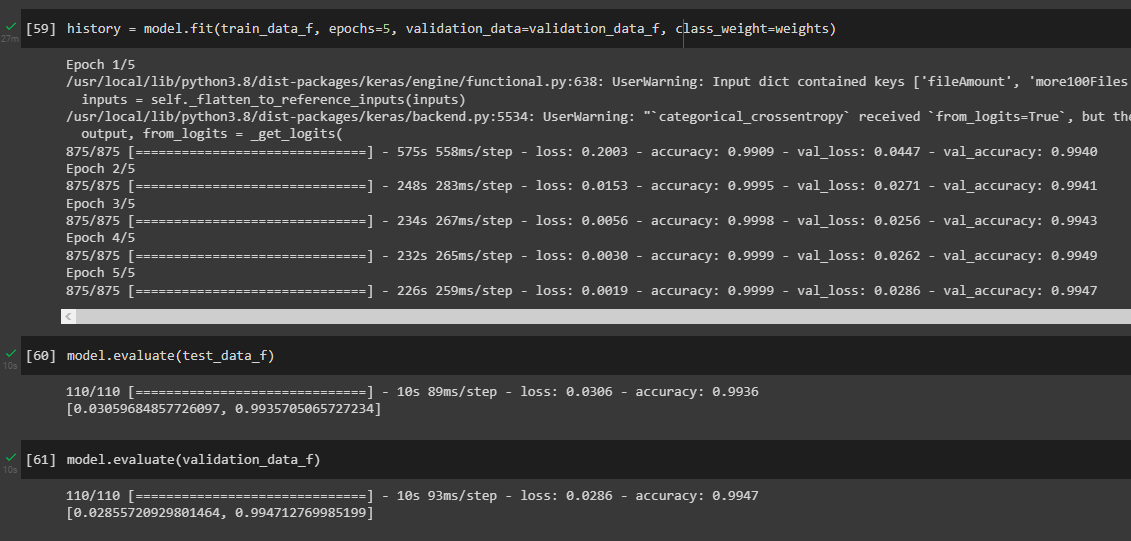 [59] history = model.fit(train_data_f, epochs=5, validation_data=validation_data_f, class_weight=weights)
27m
Epoch 1/5
/usr/local/lib/python3.8/dist-packages/keras/engine/functional.py:638: UserWarning: Input dict contained keys ['fileAmount', 'more100Files
inputs = self._flatten_to_reference_inputs(inputs)
/usr/local/lib/python3.8/dist-packages/keras/backend.py:5534: UserWarning: "`categorical_crossentropy` received `from_logits=True`, but the
output, from_logits = _get_logits(
875/875 [==============================] - 575s 558ms/step - loss: 0.2003 - accuracy: 0.9909 - val_loss: 0.0447 - val_accuracy: 0.9940
Epoch 2/5
875/875 [==============================] - 248s 283ms/step - loss: 0.0153 - accuracy: 0.9995 - val_loss: 0.0271 - val_accuracy: 0.9941
Epoch 3/5
875/875 [==============================] - 234s 267ms/step - loss: 0.0056 - accuracy: 0.9998 - val_loss: 0.0256 - val_accuracy: 0.9943
Epoch 4/5
875/875 [==============================] - 232s 265ms/step - loss: 0.0030 - accuracy: 0.9999 - val_loss: 0.0262 - val_accuracy: 0.9949
Epoch 5/5
875/875 [==============================] - 226s 259ms/step - loss: 0.0019 - accuracy: 0.9999 - val_loss: 0.0286 - val_accuracy: 0.9947
[60] model.evaluate(test_data_f)
10s
110/110 [==============================] - 10s 89ms/step - loss: 0.0306 - accuracy: 0.9936
[0.03059684857726097, 0.9935705065727234]
[61] model.evaluate(validation_data_f)
10s
110/110 [==============================] - 10s 93ms/step - loss: 0.0286 - accuracy: 0.9947
[0.02855720929801464, 0.994712769985199]